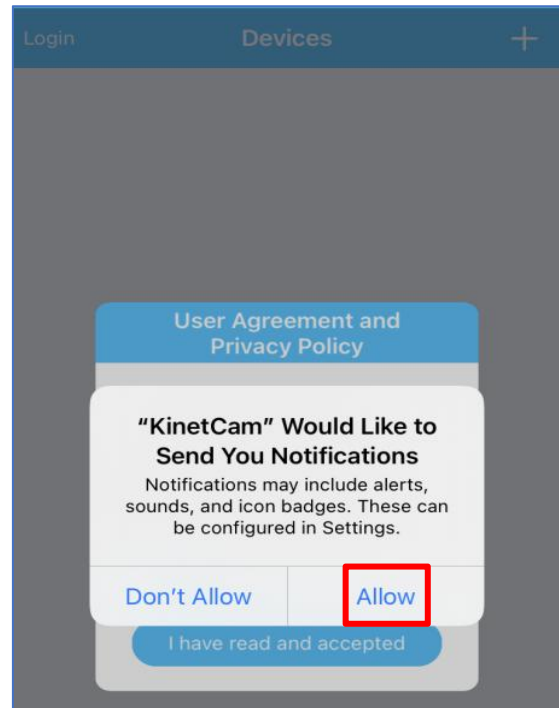 Login
Devices
+
User Agreement and
Privacy Policy
“KinetCam” Would Like to
Send You Notifications
Notifications may include alerts,
sounds, and icon badges. These can
be configured in Settings.
Don't Allow
Allow
I have read and accepted